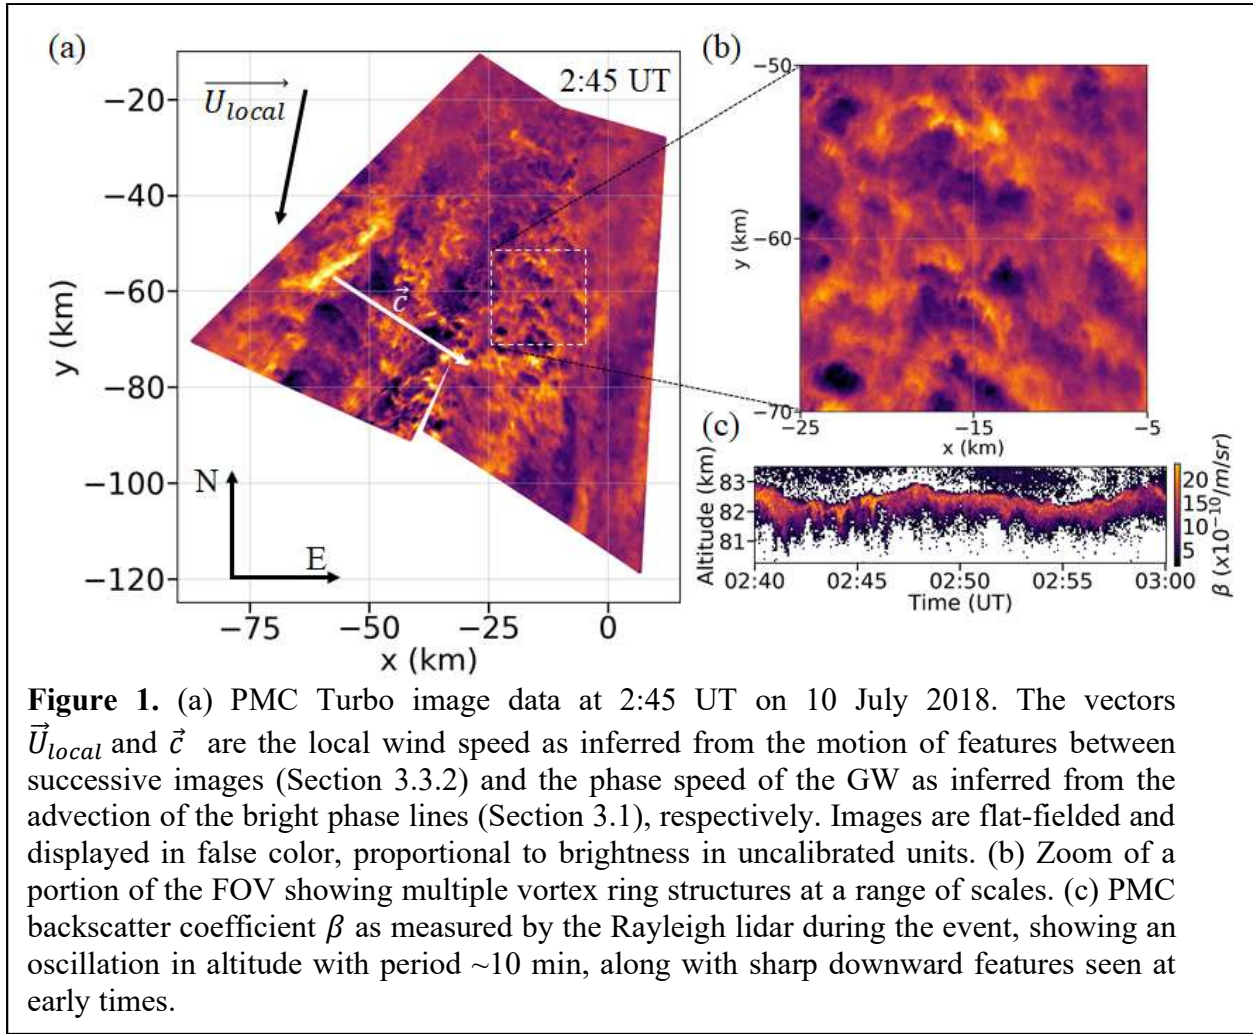 (a)
2:45 UT
U_local
−20
−40
−60
−80
−100
−120
y (km)
c
N
E
−75
−50
−25
0
x (km)
(b)
−50
−60
−70
y (km)
−25
−15
−5
x (km)
(c)
Altitude (km)
83
82
81
02:40
02:45
02:50
02:55
03:00
Time (UT)
20
15
10
5
β (x10⁻¹⁰/m/sr)
Figure 1. (a) PMC Turbo image data at 2:45 UT on 10 July 2018. The vectors
U⃗_local and c⃗ are the local wind speed as inferred from the motion of features between
successive images (Section 3.3.2) and the phase speed of the GW as inferred from the
advection of the bright phase lines (Section 3.1), respectively. Images are flat-fielded and
displayed in false color, proportional to brightness in uncalibrated units. (b) Zoom of a
portion of the FOV showing multiple vortex ring structures at a range of scales. (c) PMC
backscatter coefficient β as measured by the Rayleigh lidar during the event, showing an
oscillation in altitude with period ~10 min, along with sharp downward features seen at
early times.